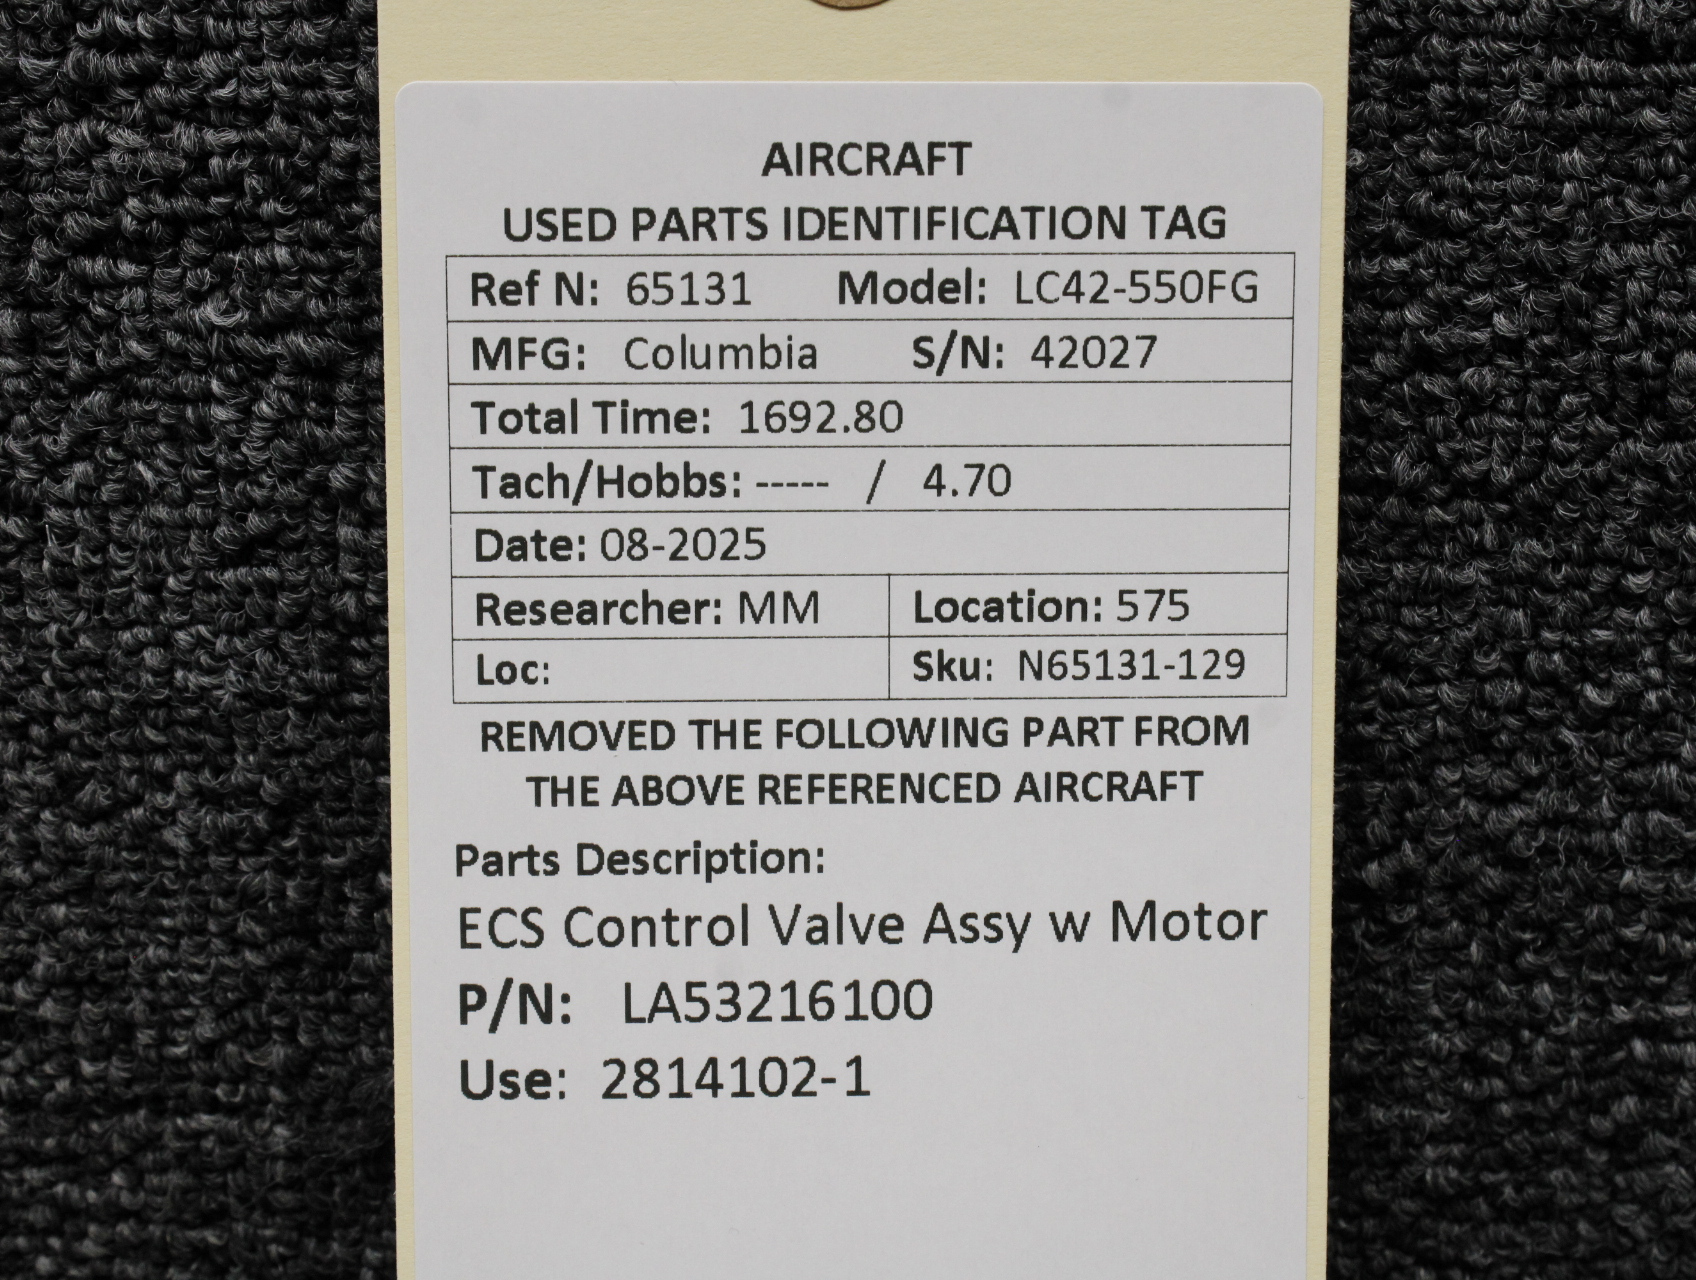 AIRCRAFT
USED PARTS IDENTIFICATION TAG
Ref N: 65131 Model: LC42-550FG
MFG: Columbia S/N: 42027
Total Time: 1692.80
Tach/Hobbs: ----- / 4.70
Date: 08-2025
Researcher: MM Location: 575
Loc: Sku: N65131-129
REMOVED THE FOLLOWING PART FROM
THE ABOVE REFERENCED AIRCRAFT
Parts Description:
ECS Control Valve Assy w Motor
P/N: LA53216100
Use: 2814102-1